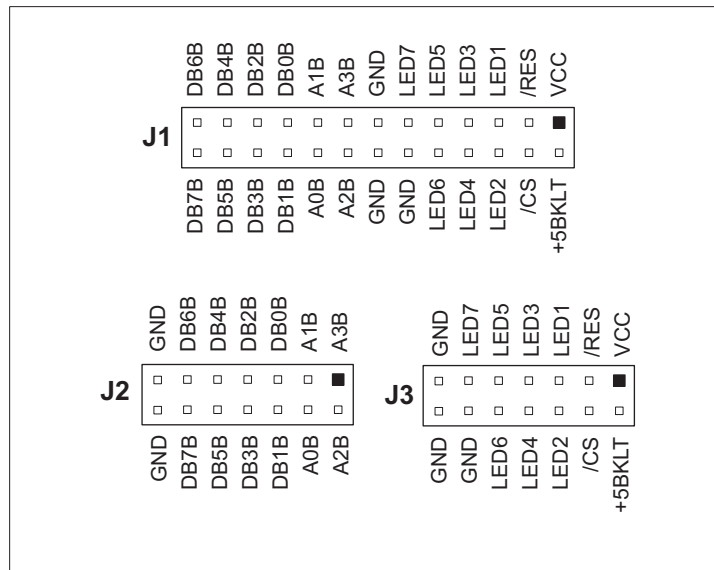 DB6B DB4B DB2B DB0B A1B A3B GND LED7 LED5 LED3 LED1 /RES VCC
J1
DB7B DB5B DB3B DB1B A0B A2B GND GND LED6 LED4 LED2 /CS +5BKLT
GND DB6B DB4B DB2B DB0B A1B A3B
J2
GND DB7B DB5B DB3B DB1B A0B A2B
GND LED7 LED5 LED3 LED1 /RES VCC
J3
GND GND LED6 LED4 LED2 /CS +5BKLT